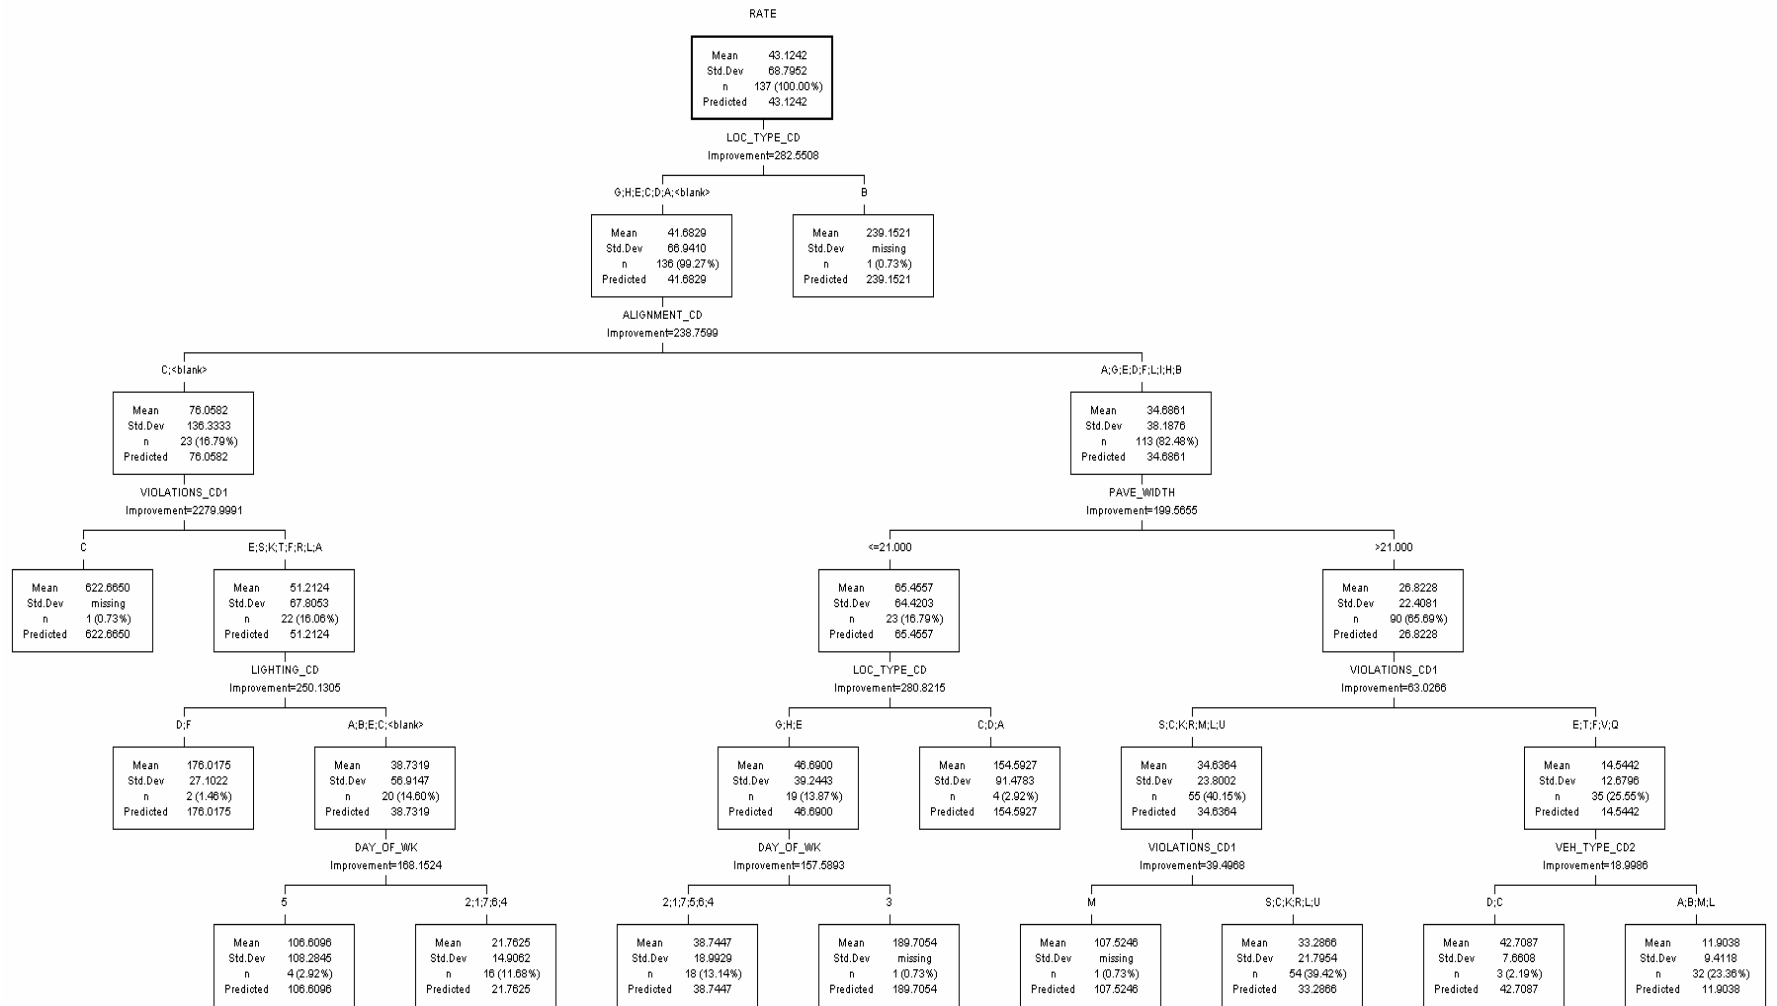 RATE
Mean 43.1242
Std.Dev 68.7952
n 137 (100.00%)
Predicted 43.1242
LOC_TYPE_CD
Improvement=282.5508
G;H;E;C;D;A;<blank>
B
Mean 41.6829
Std.Dev 66.9410
n 136 (99.27%)
Predicted 41.6829
Mean 239.1521
Std.Dev missing
n 1 (0.73%)
Predicted 239.1521
ALIGNMENT_CD
Improvement=238.7599
C;<blank>
A;G;E;D;F;L;I;H;B
Mean 76.0582
Std.Dev 136.3333
n 23 (16.79%)
Predicted 76.0582
Mean 34.6861
Std.Dev 38.1876
n 113 (82.48%)
Predicted 34.6861
VIOLATIONS_CD1
Improvement=2279.9991
PAVE_WIDTH
Improvement=199.5655
C
E;S;K;T;F;R;L;A
<=21.000
>21.000
Mean 622.6650
Std.Dev missing
n 1 (0.73%)
Predicted 622.6650
Mean 51.2124
Std.Dev 67.8053
n 22 (16.06%)
Predicted 51.2124
Mean 65.4557
Std.Dev 64.4203
n 23 (16.79%)
Predicted 65.4557
Mean 26.8228
Std.Dev 22.4081
n 90 (65.69%)
Predicted 26.8228
LIGHTING_CD
Improvement=250.1305
LOC_TYPE_CD
Improvement=280.8215
VIOLATIONS_CD1
Improvement=63.0266
D;F
A;B;E;C;<blank>
G;H;E
C;D;A
S;C;K;R;M;L;U
E;T;F;V;Q
Mean 176.0175
Std.Dev 27.1022
n 2 (1.46%)
Predicted 176.0175
Mean 38.7319
Std.Dev 56.9147
n 20 (14.60%)
Predicted 38.7319
Mean 46.6900
Std.Dev 39.2443
n 19 (13.87%)
Predicted 46.6900
Mean 154.5927
Std.Dev 91.4783
n 4 (2.92%)
Predicted 154.5927
Mean 34.6364
Std.Dev 23.8002
n 55 (40.15%)
Predicted 34.6364
Mean 14.5442
Std.Dev 12.6796
n 35 (25.55%)
Predicted 14.5442
DAY_OF_WK
Improvement=168.1524
DAY_OF_WK
Improvement=157.5893
VIOLATIONS_CD1
Improvement=39.4968
VEH_TYPE_CD2
Improvement=18.9986
5
2;1;7;6;4
2;1;7;5;6;4
3
M
S;C;K;R;L;U
D;C
A;B;M;L
Mean 106.6096
Std.Dev 108.2845
n 4 (2.92%)
Predicted 106.6096
Mean 21.7625
Std.Dev 14.9062
n 16 (11.68%)
Predicted 21.7625
Mean 38.7447
Std.Dev 18.9929
n 18 (13.14%)
Predicted 38.7447
Mean 189.7054
Std.Dev missing
n 1 (0.73%)
Predicted 189.7054
Mean 107.5246
Std.Dev missing
n 1 (0.73%)
Predicted 107.5246
Mean 33.2866
Std.Dev 21.7954
n 54 (39.42%)
Predicted 33.2866
Mean 42.7087
Std.Dev 7.6608
n 3 (2.19%)
Predicted 42.7087
Mean 11.9038
Std.Dev 9.4118
n 32 (23.36%)
Predicted 11.9038